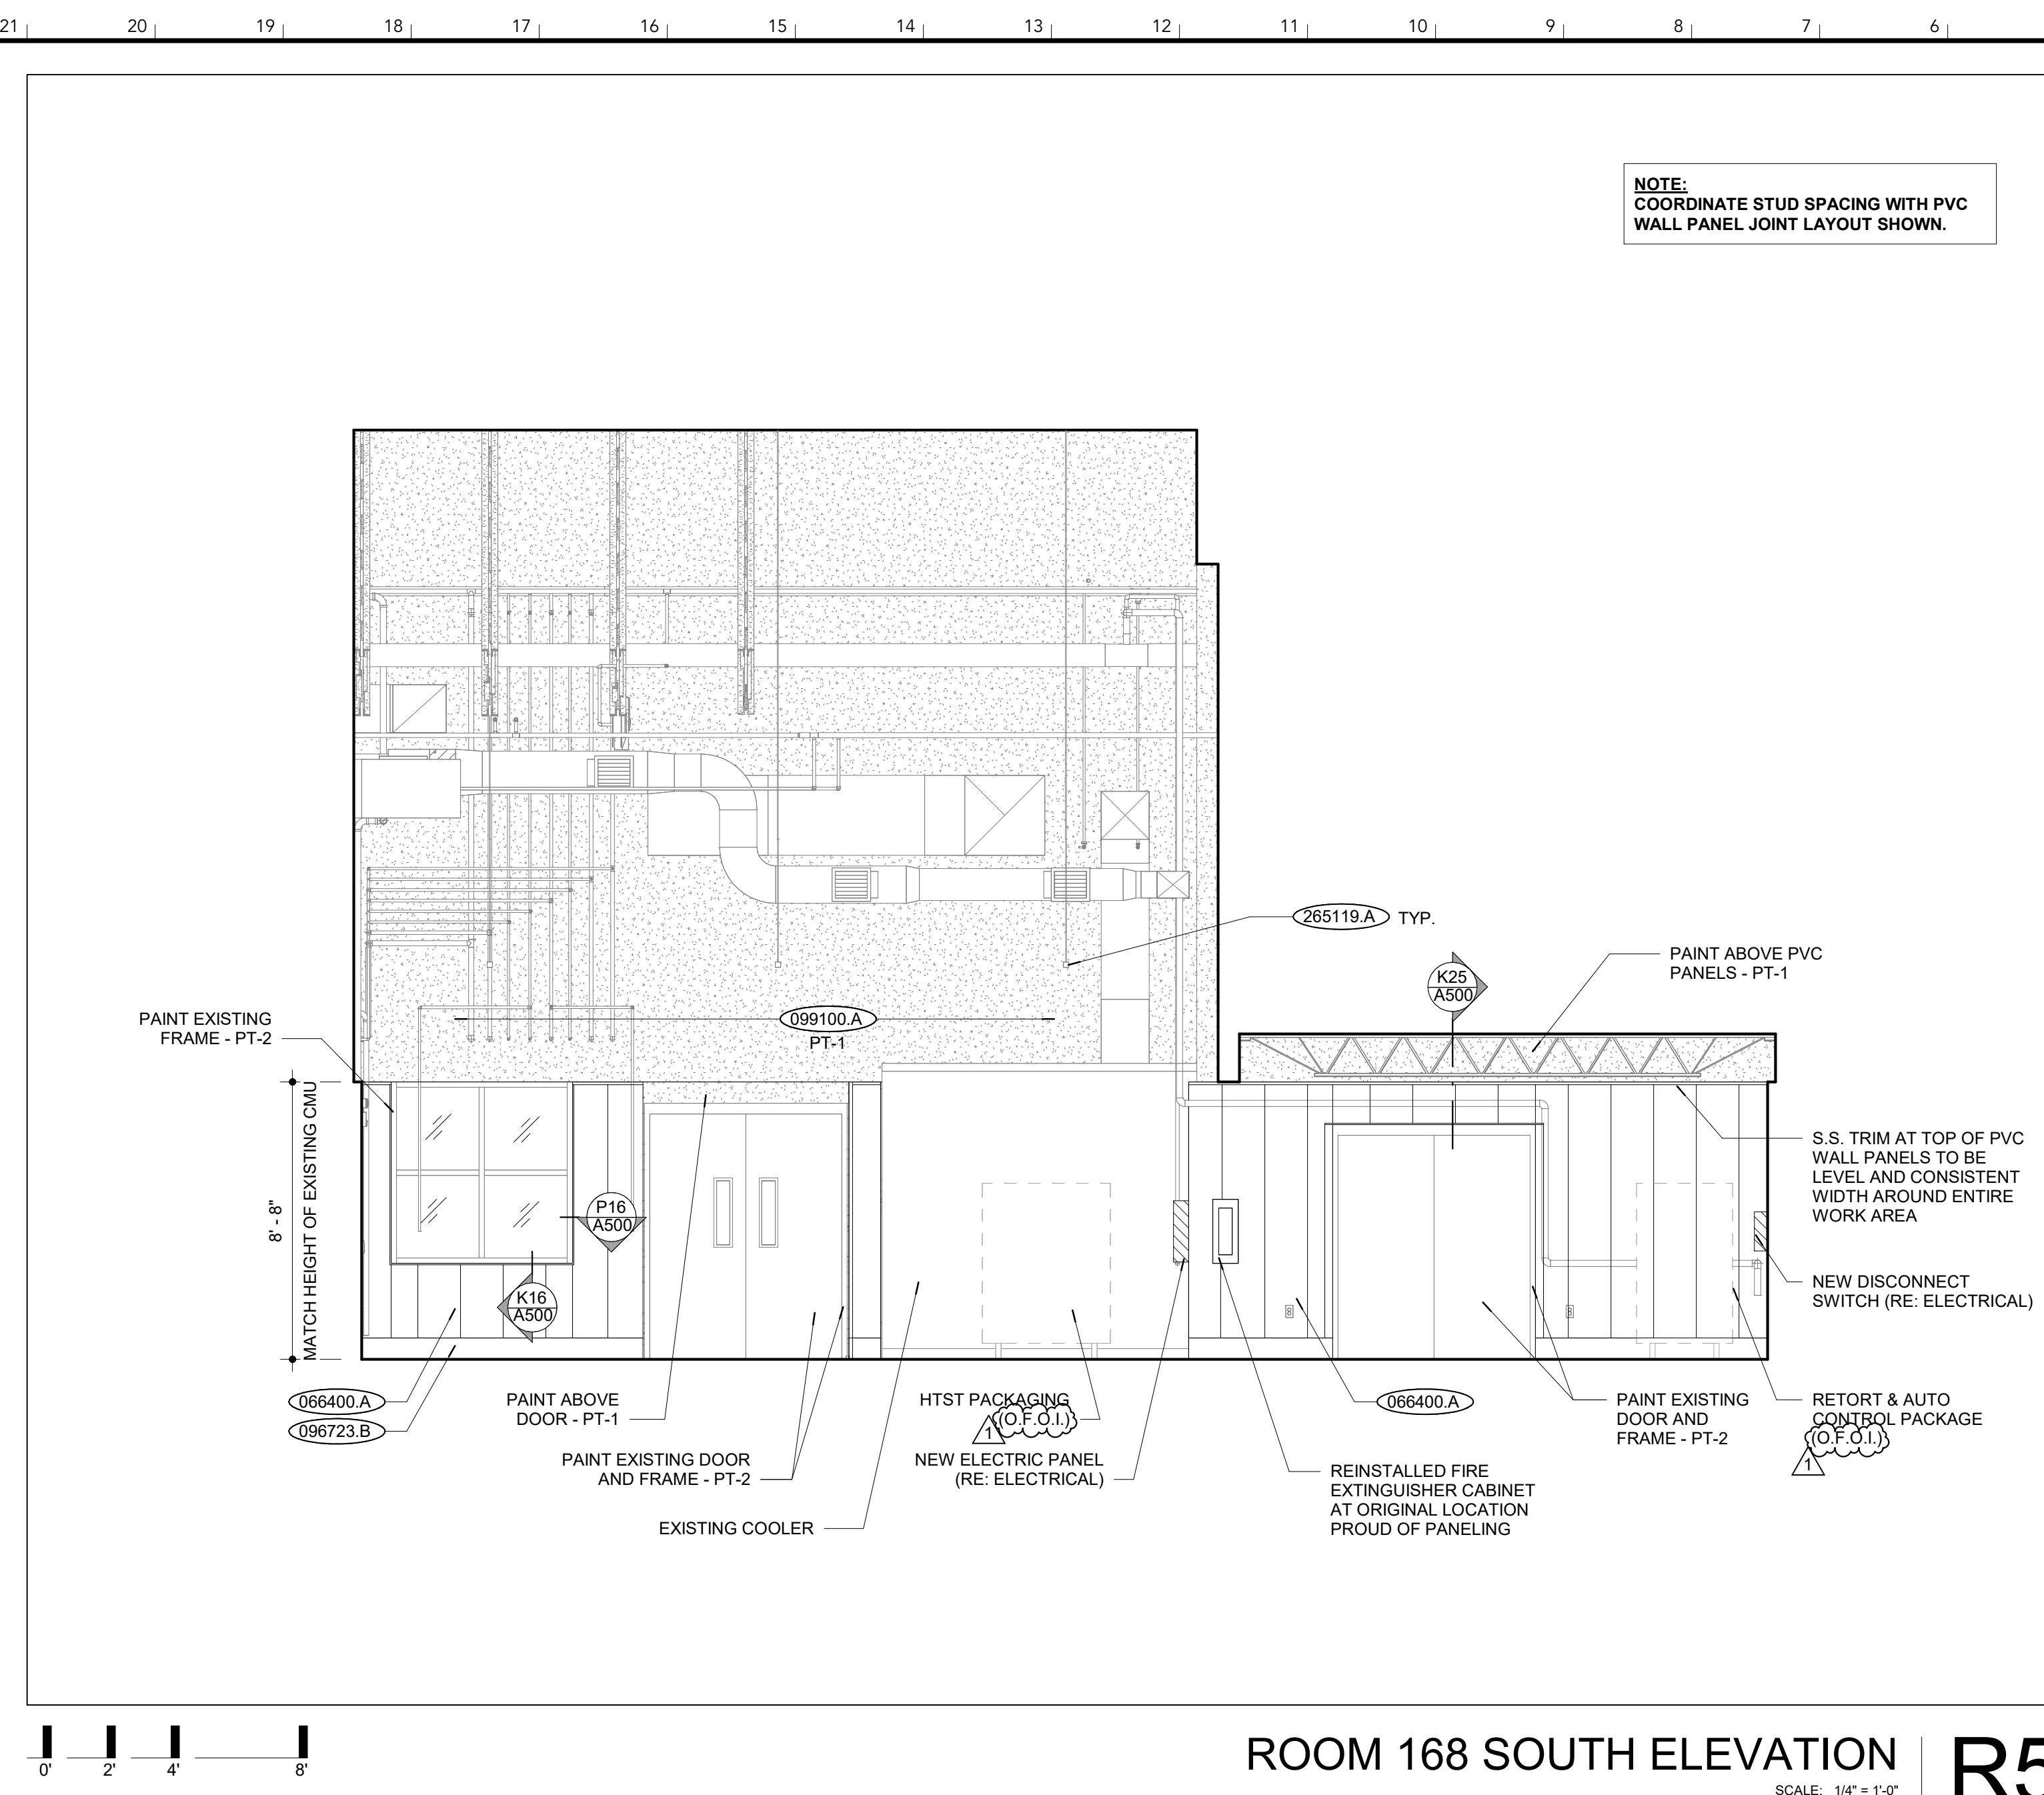 21 20 19 18 17 16 15 14 13 12 11 10 9 8 7 6
NOTE:
COORDINATE STUD SPACING WITH PVC
WALL PANEL JOINT LAYOUT SHOWN.
265119.A TYP.
PAINT ABOVE PVC
PANELS - PT-1
K25
A500
PAINT EXISTING
FRAME - PT-2
099100.A
PT-1
8' - 8"
MATCH HEIGHT OF EXISTING CMU
P16
A500
K16
A500
S.S. TRIM AT TOP OF PVC
WALL PANELS TO BE
LEVEL AND CONSISTENT
WIDTH AROUND ENTIRE
WORK AREA
NEW DISCONNECT
SWITCH (RE: ELECTRICAL)
066400.A
096723.B
PAINT ABOVE
DOOR - PT-1
PAINT EXISTING DOOR
AND FRAME - PT-2
EXISTING COOLER
HTST PACKAGING
(O.F.O.I.)
1
NEW ELECTRIC PANEL
(RE: ELECTRICAL)
066400.A
REINSTALLED FIRE
EXTINGUISHER CABINET
AT ORIGINAL LOCATION
PROUD OF PANELING
PAINT EXISTING
DOOR AND
FRAME - PT-2
RETORT & AUTO
CONTROL PACKAGE
(O.F.O.I.)
1
0' 2' 4' 8'
ROOM 168 SOUTH ELEVATION
SCALE: 1/4" = 1'-0"
R5